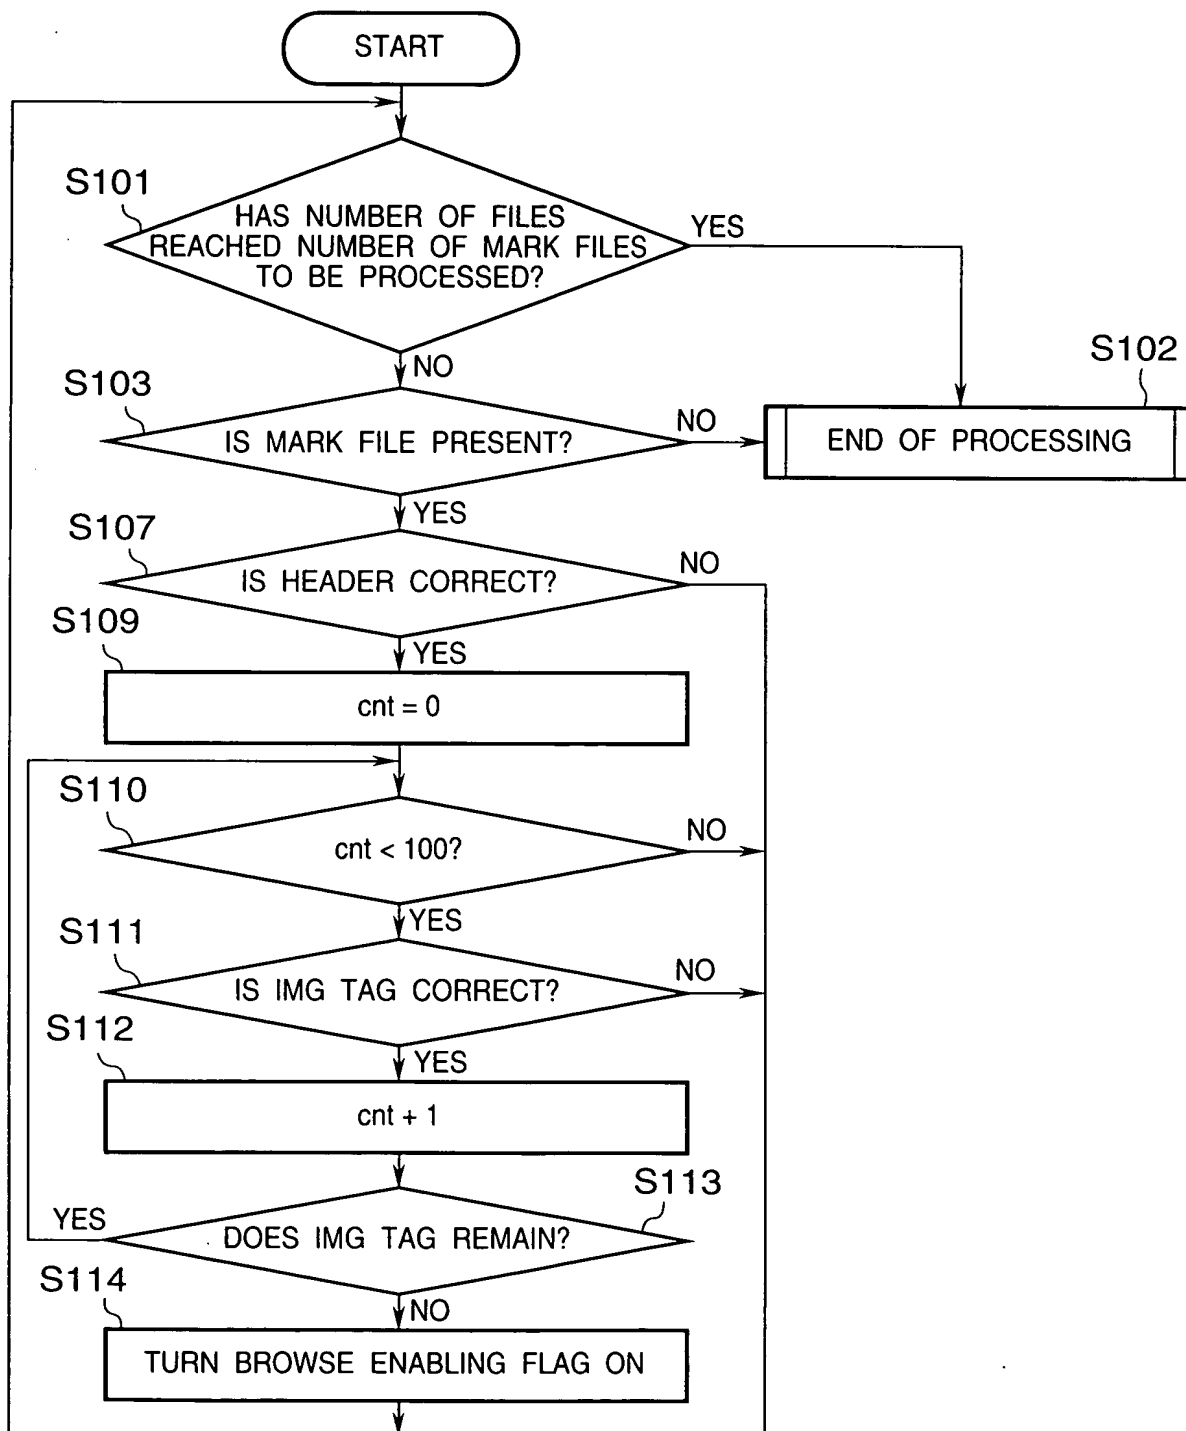 START
S101
HAS NUMBER OF FILES
REACHED NUMBER OF MARK FILES
TO BE PROCESSED?
YES
NO
S102
END OF PROCESSING
S103
IS MARK FILE PRESENT?
NO
YES
S107
IS HEADER CORRECT?
NO
YES
S109
cnt = 0
S110
cnt < 100?
NO
YES
S111
IS IMG TAG CORRECT?
NO
YES
S112
cnt + 1
S113
YES
DOES IMG TAG REMAIN?
NO
S114
TURN BROWSE ENABLING FLAG ON